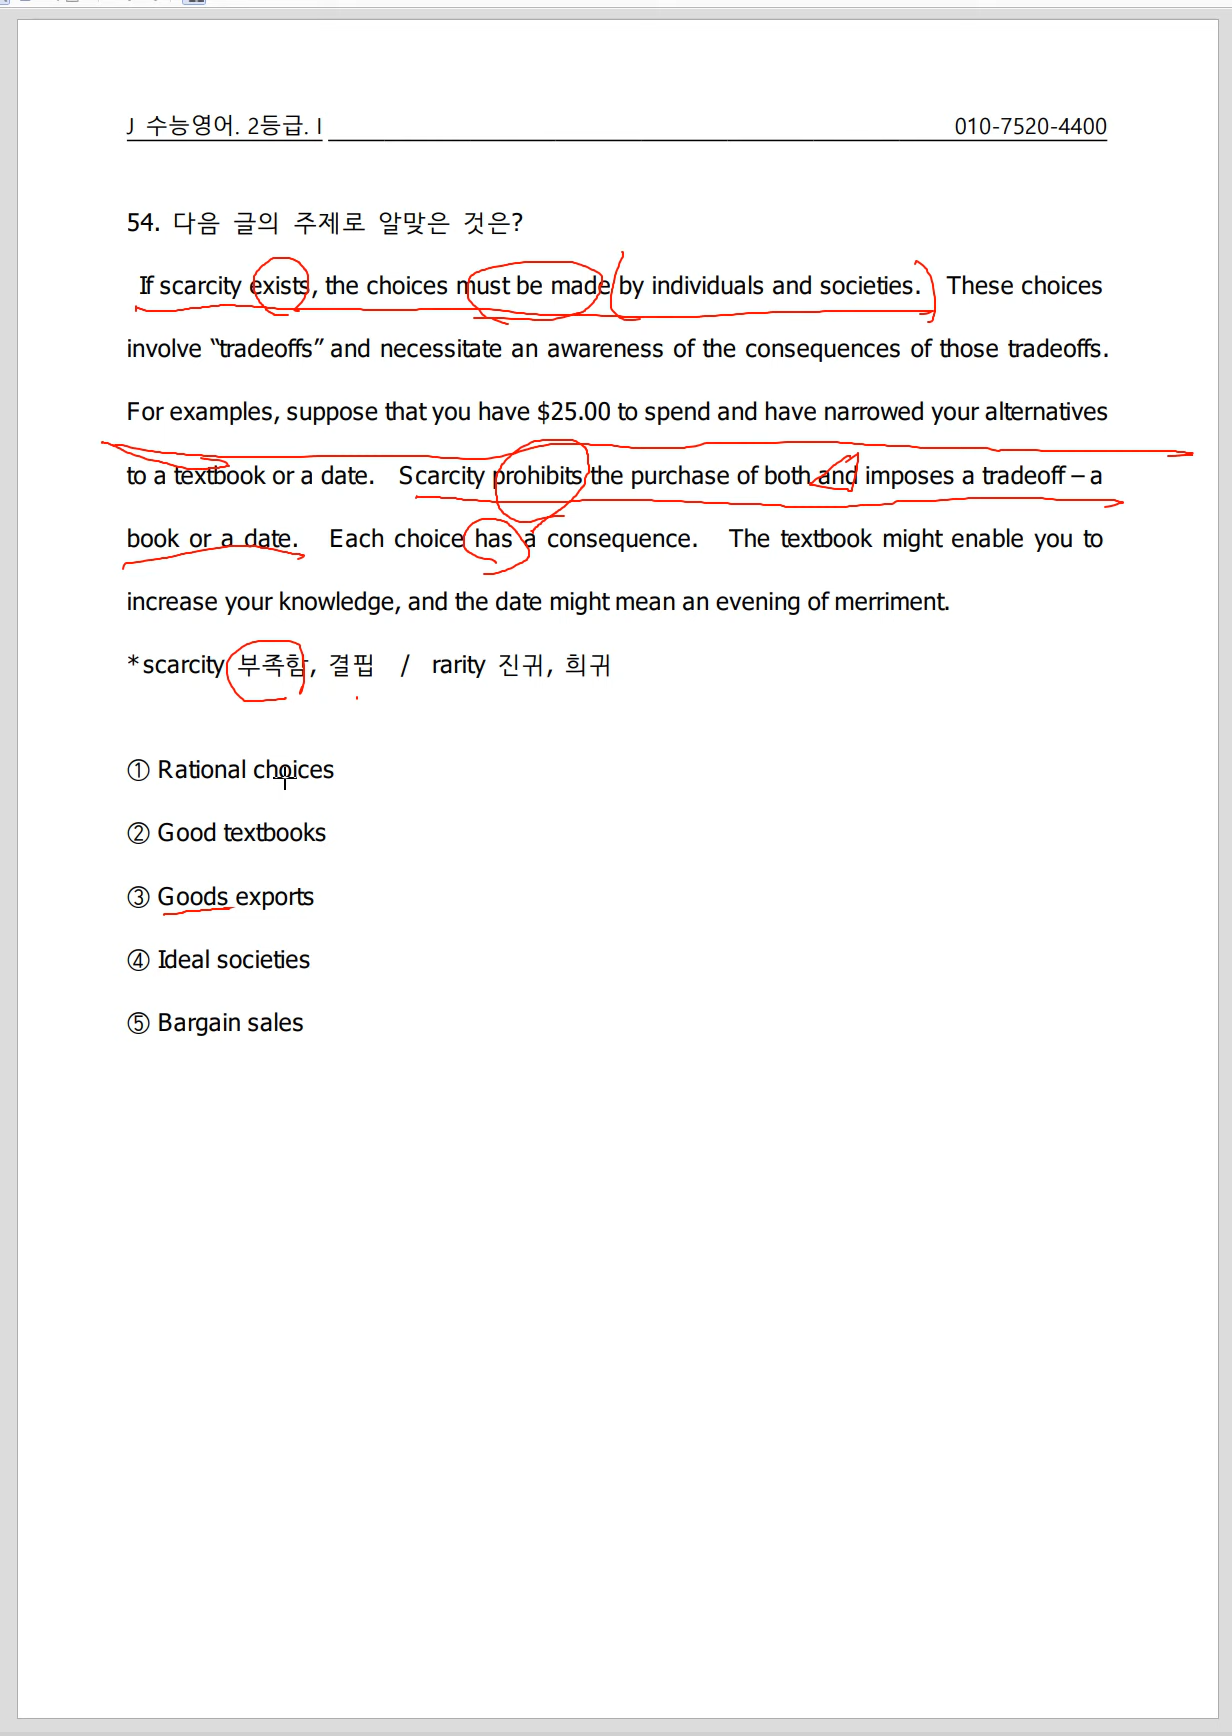 J 수능영어. 2등급. I 010-7520-4400
54. 다음 글의 주제로 알맞은 것은?
If scarcity exists, the choices must be made by individuals and societies. These choices
involve “tradeoffs” and necessitate an awareness of the consequences of those tradeoffs.
For examples, suppose that you have $25.00 to spend and have narrowed your alternatives
to a textbook or a date. Scarcity prohibits the purchase of both and imposes a tradeoff – a
book or a date. Each choice has a consequence. The textbook might enable you to
increase your knowledge, and the date might mean an evening of merriment.
*scarcity 부족함, 결핍 / rarity 진귀, 희귀
① Rational choices
② Good textbooks
③ Goods exports
④ Ideal societies
⑤ Bargain sales